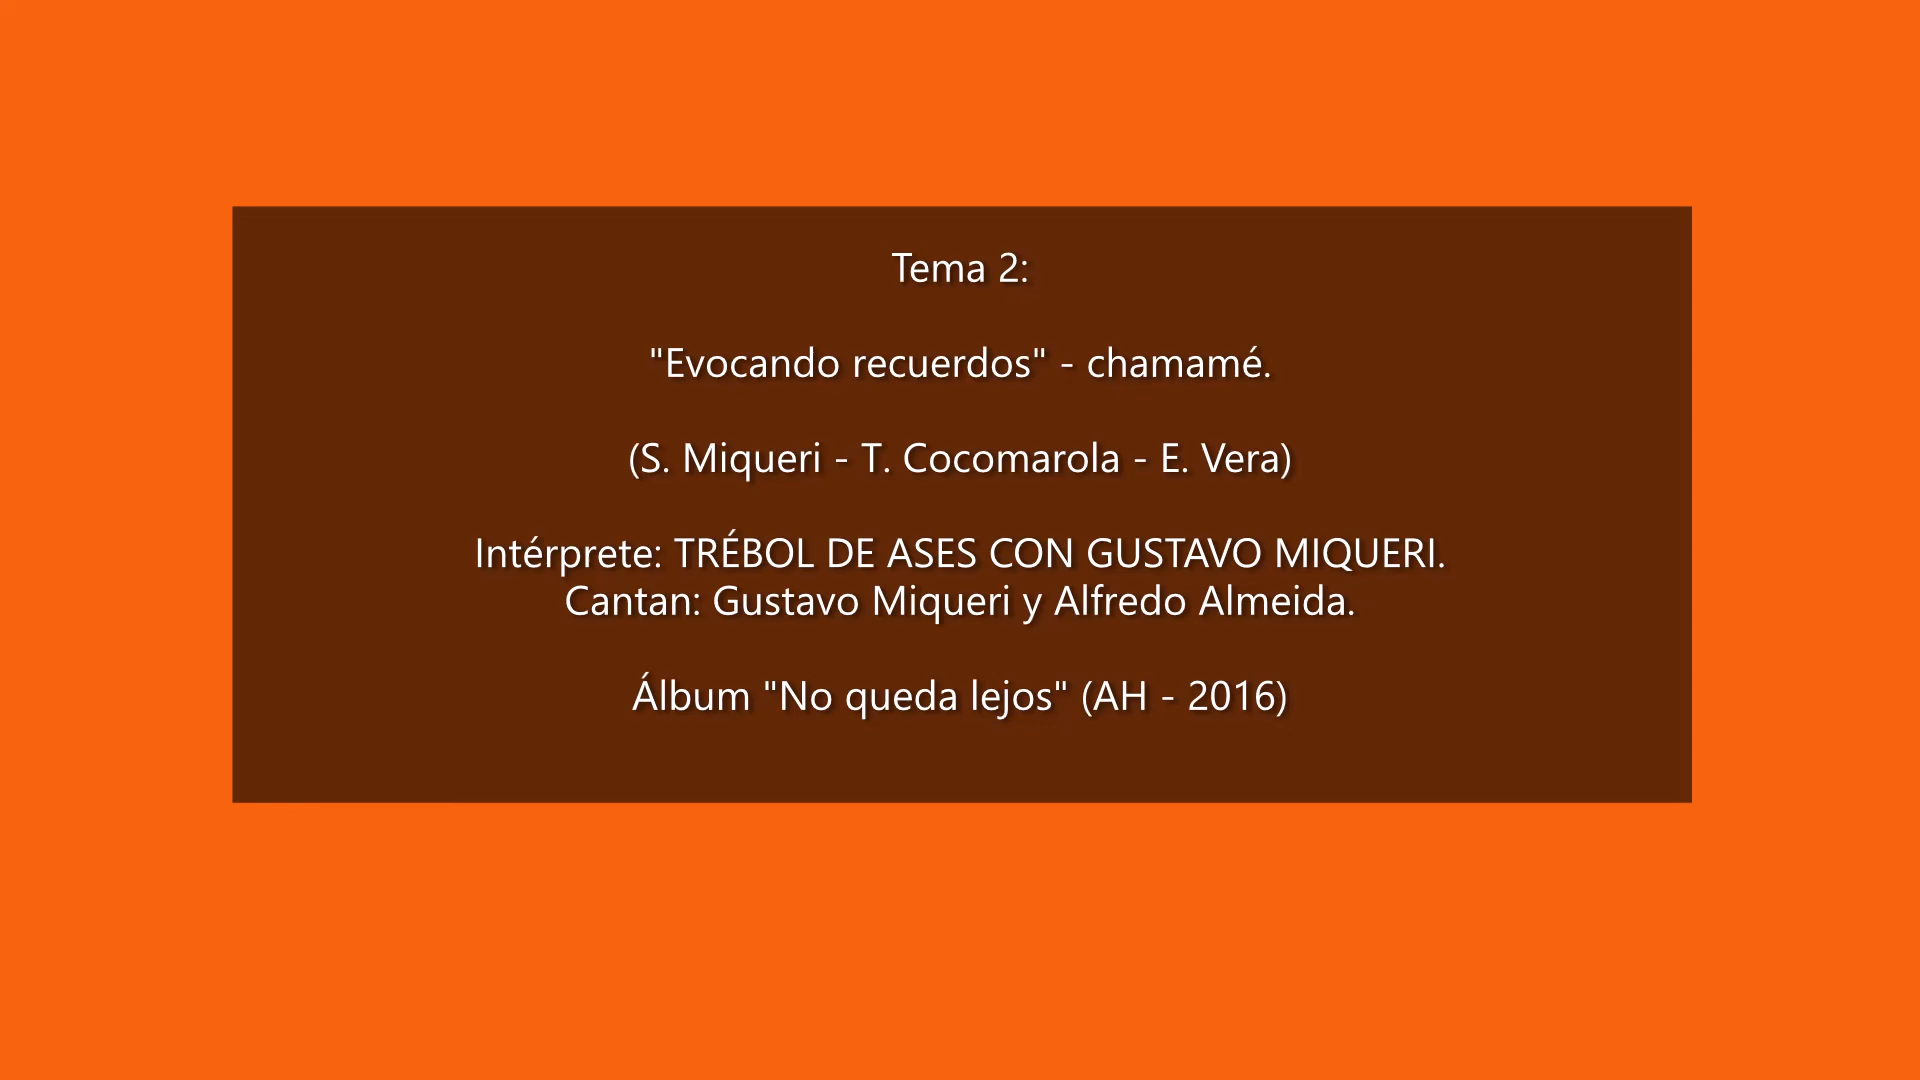 Tema 2:
"Evocando recuerdos" - chamamé.
(S. Miqueri - T. Cocomarola - E. Vera)
Intérprete: TRÉBOL DE ASES CON GUSTAVO MIQUERI.
Cantan: Gustavo Miqueri y Alfredo Almeida.
Álbum "No queda lejos" (AH - 2016)